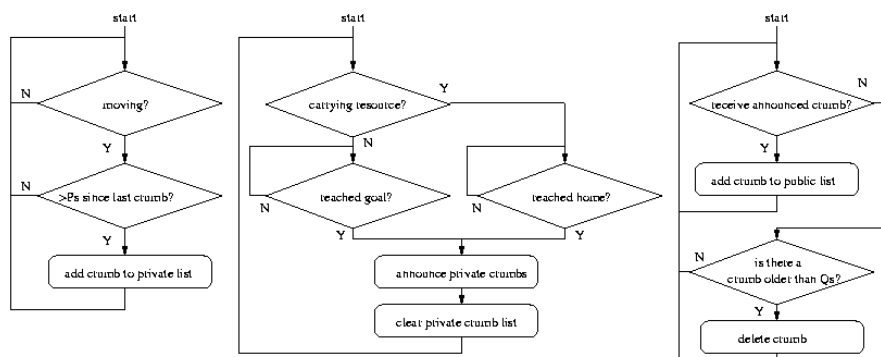 start
moving?
N
Y
>Ps since last crumb?
N
Y
add crumb to private list
start
carrying resource?
Y
N
reached goal?
N
Y
reached home?
N
Y
announce private crumbs
clear private crumb list
start
receive announced crumb?
N
Y
add crumb to public list
is there a
crumb older than Qs?
N
Y
delete crumb